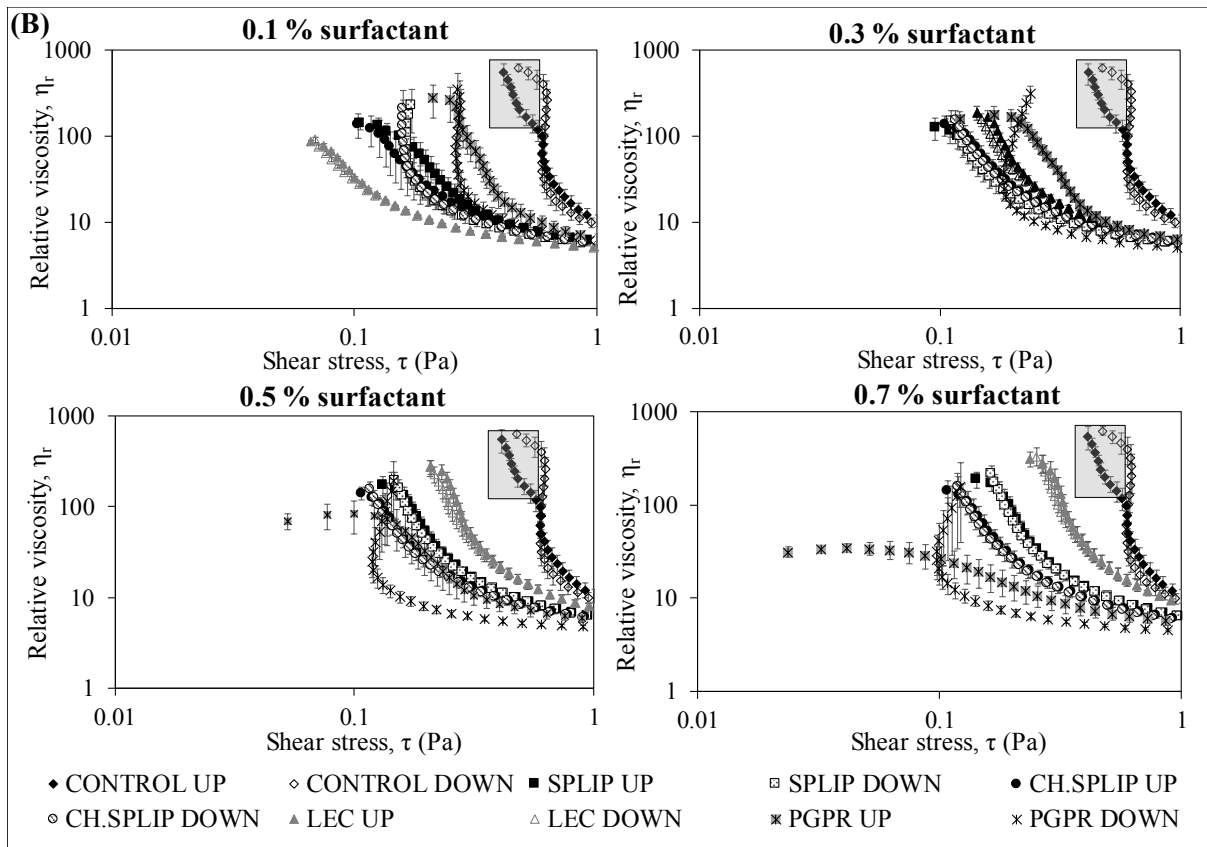 (B)
0.1 % surfactant
1000
100
10
1
0.01
0.1
1
Relative viscosity, ηr
Shear stress, τ (Pa)
0.3 % surfactant
1000
100
10
1
0.01
0.1
1
Relative viscosity, ηr
Shear stress, τ (Pa)
0.5 % surfactant
1000
100
10
1
0.01
0.1
1
Relative viscosity, ηr
Shear stress, τ (Pa)
0.7 % surfactant
1000
100
10
1
0.01
0.1
1
Relative viscosity, ηr
Shear stress, τ (Pa)
CONTROL UP
CONTROL DOWN
SPLIP UP
SPLIP DOWN
CH.SPLIP UP
CH.SPLIP DOWN
LEC UP
LEC DOWN
PGPR UP
PGPR DOWN